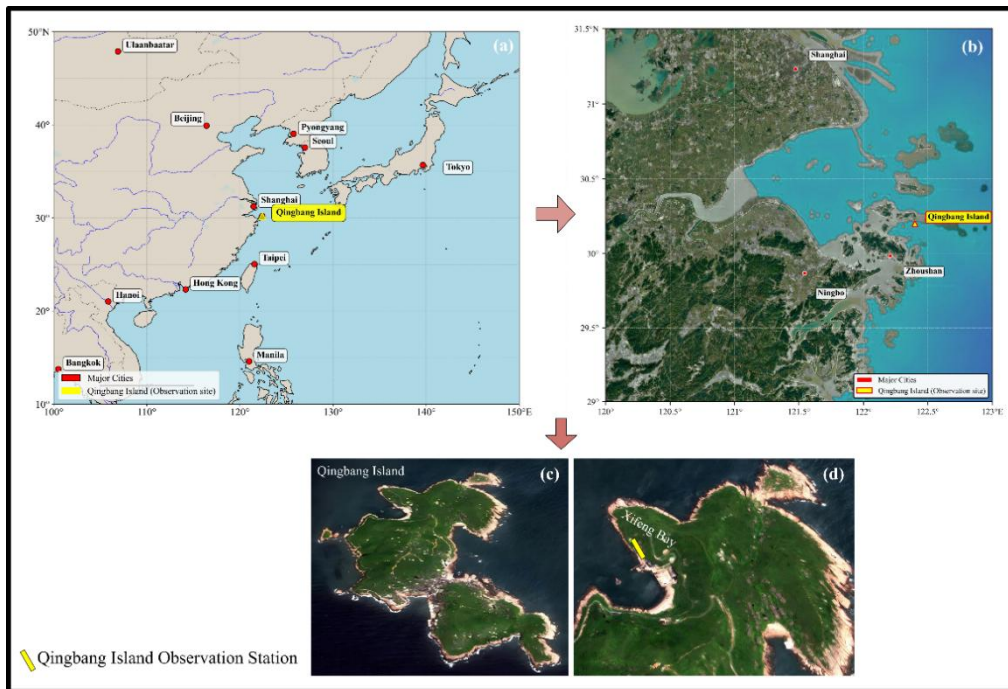 50°N
(a)
Ulaanbaatar
Beijing
40°N
Pyongyang
Seoul
Tokyo
Shanghai
30°N
Qingbang Island
Taipei
Hong Kong
Hanoi
20°N
Manila
Bangkok
Major Cities
Qingbang Island (Observation site)
10°N
100°E
110°E
120°E
130°E
140°E
150°E
31.5°N
(b)
Shanghai
31°
30.5°
Qingbang Island
30°
Zhoushan
Ningbo
29.5°
Major Cities
Qingbang Island (Observation site)
29°
120°
120.5°
121°
121.5°
122°
122.5°
123°E
Qingbang Island
(c)
(d)
Xifeng Bay
Qingbang Island Observation Station